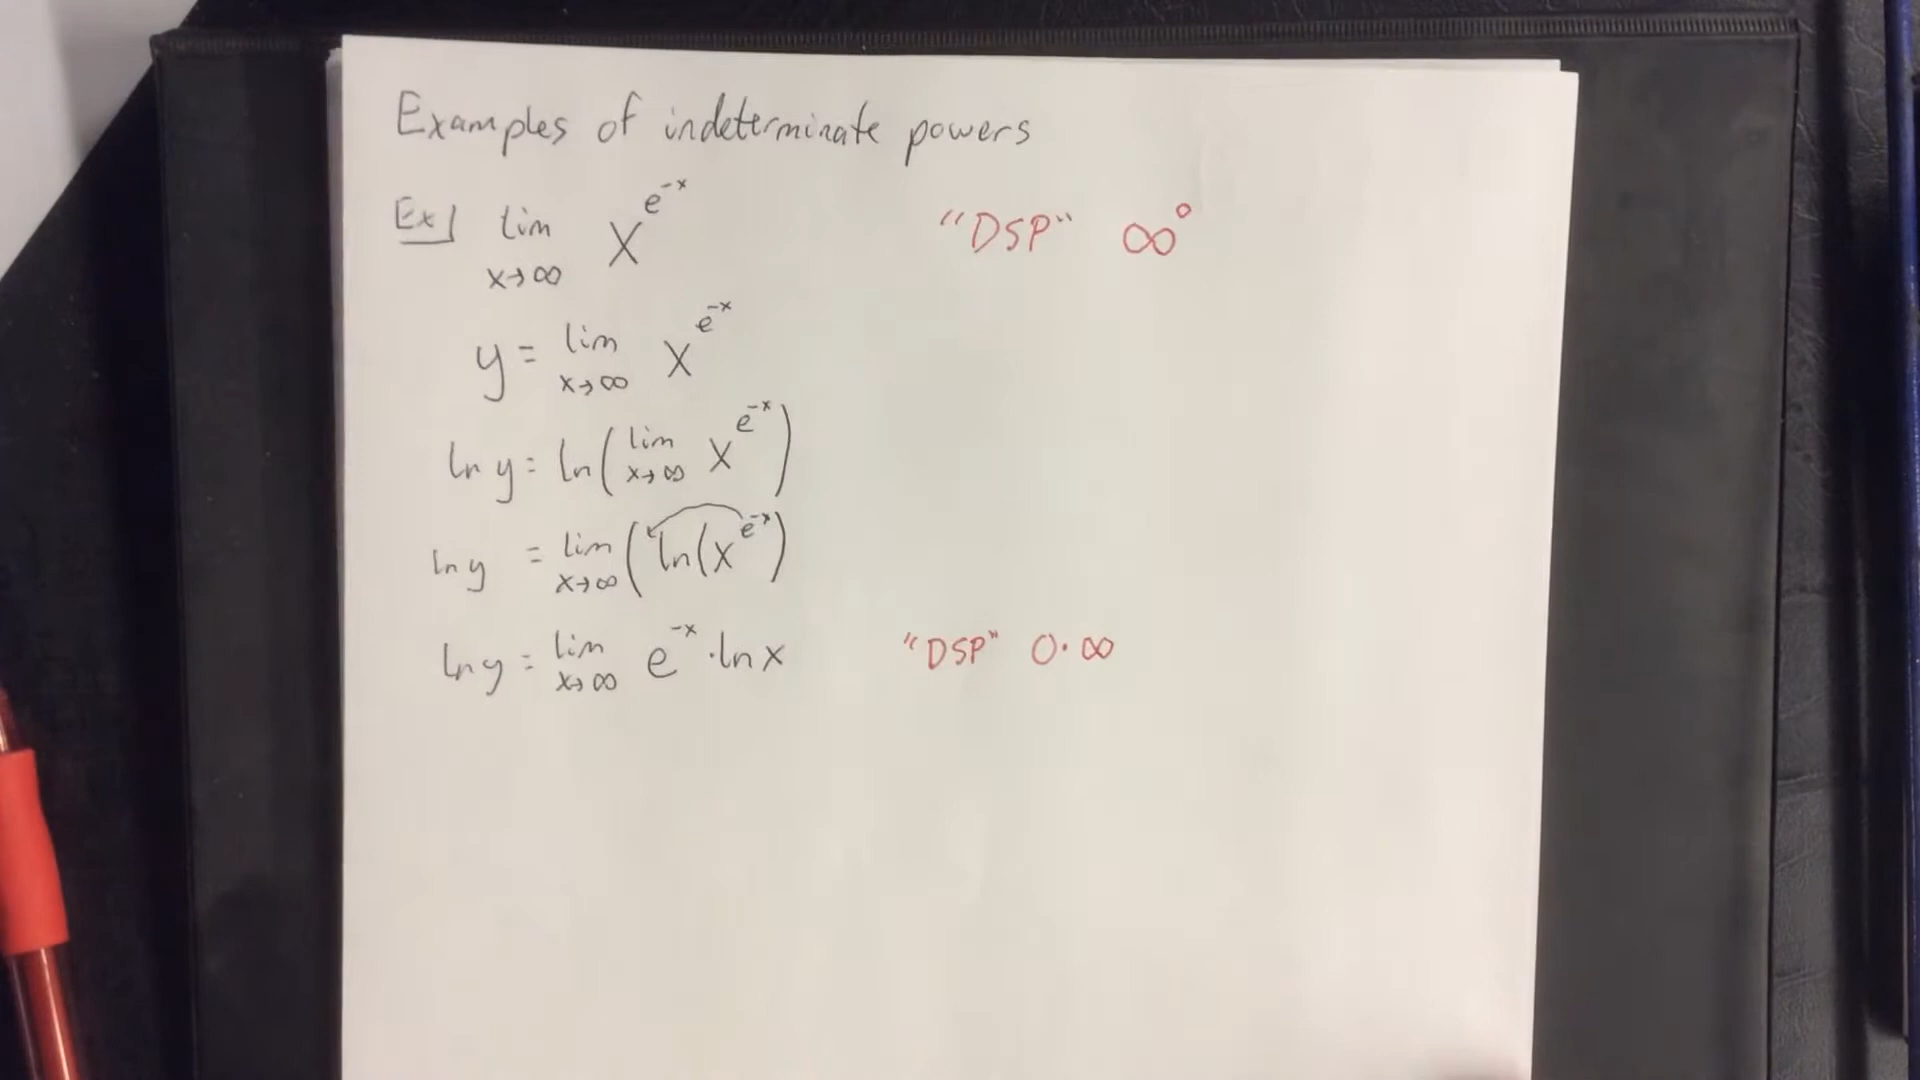 Examples of indeterminate powers
Ex| lim x→∞ x^e^-x "DSP" ∞^0
y = lim x→∞ x^e^-x
ln y = ln( lim x→∞ x^e^-x )
ln y = lim x→∞ ( ln(x^e^-x )
ln y = lim x→∞ e^-x · ln x "DSP" 0·∞